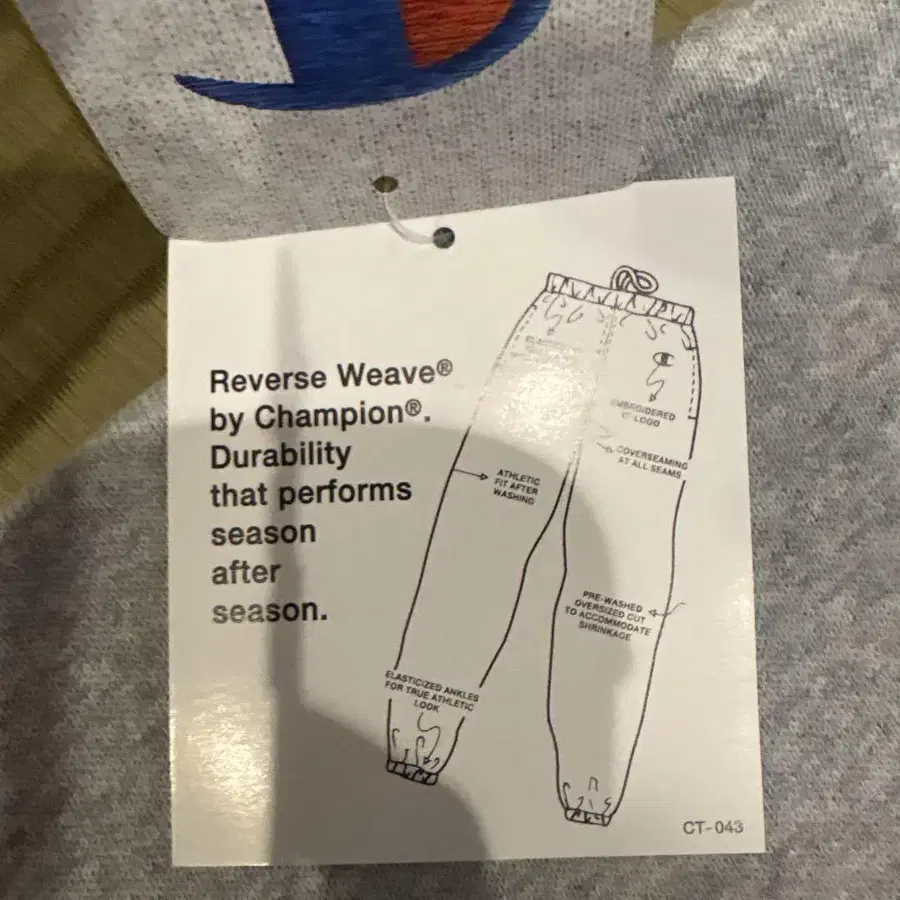 Reverse Weave®
by Champion®.
Durability
that performs
season
after
season.
EMBROIDERED
C LOGO
COVERSEAMING
AT ALL SEAMS
ATHLETIC
FIT AFTER
WASHING
PRE-WASHED
OVERSIZED CUT
TO ACCOMMODATE
SHRINKAGE
ELASTICIZED ANKLES
FOR TRUE ATHLETIC
LOOK
CT-043